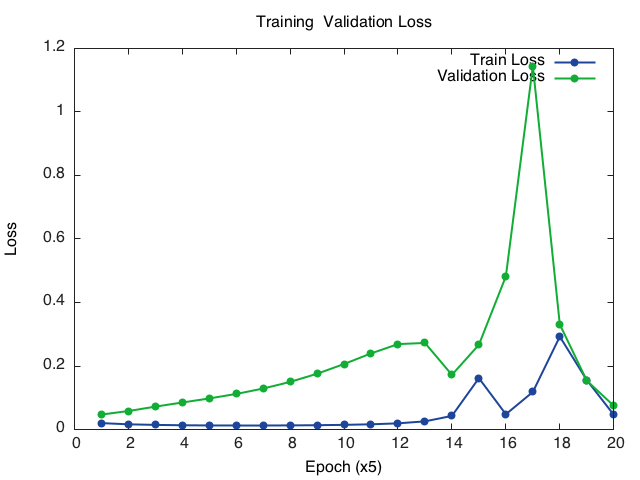 Training  Validation Loss
1.2
1
0.8
0.6
0.4
0.2
0
Loss
Train Loss
Validation Loss
0 2 4 6 8 10 12 14 16 18 20
Epoch (x5)